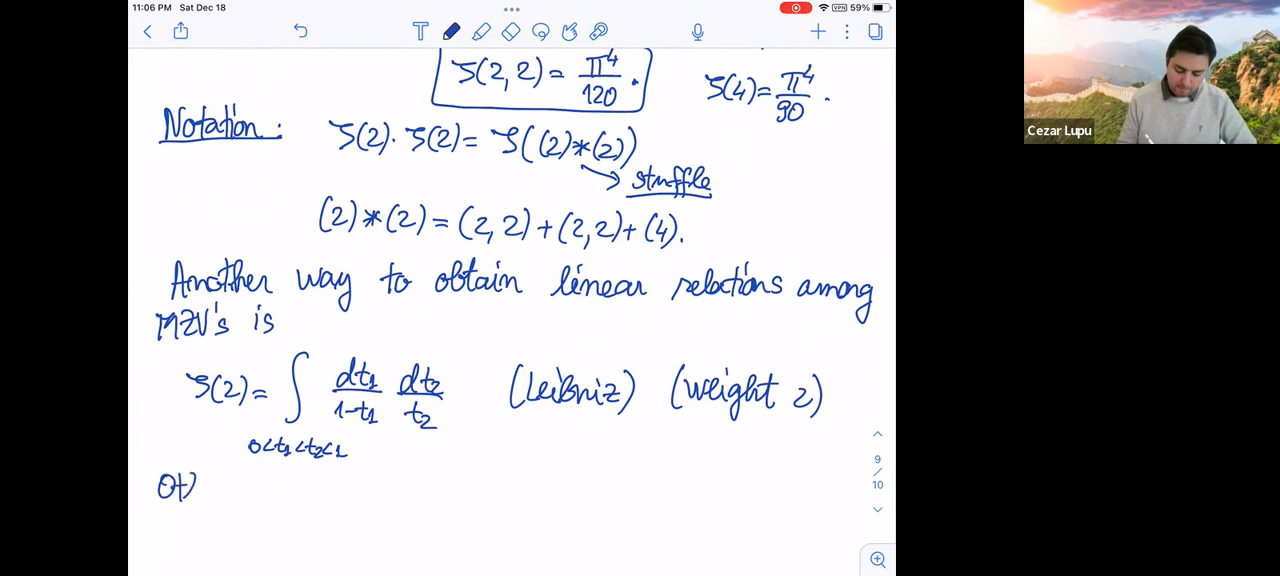 11:06 PM Sat Dec 18
VPN 59%
ζ(2,2) = π⁴/120 .
ζ(4) = π⁴/90 .
Notation: ζ(2) · ζ(2) = ζ((2)*(2))
stuffle
(2)*(2) = (2,2) + (2,2) + (4).
Another way to obtain linear relations among
MZV's is
ζ(2) = ∫ dt₁/1-t₁ dt₂/t₂ (Leibniz) (weight 2)
0<t₁<t₂<1
Cezar Lupu
9
/
10